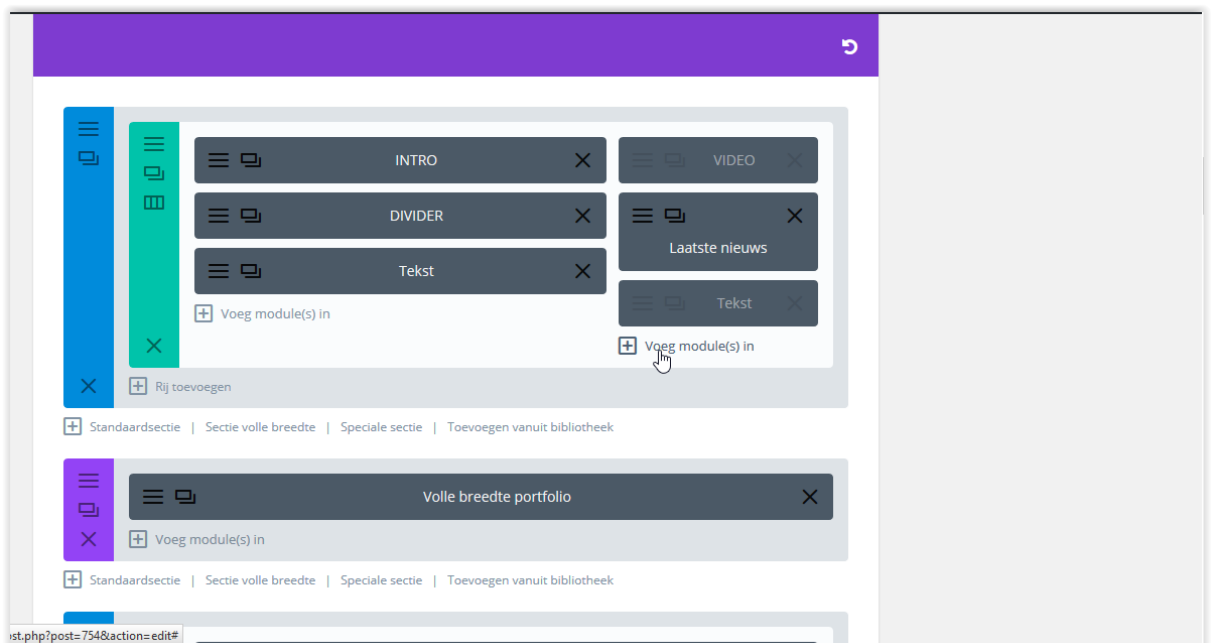 INTRO
DIVIDER
Tekst
Voeg module(s) in
VIDEO
Laatste nieuws
Tekst
Voeg module(s) in
Rij toevoegen
Standaardsectie | Sectie volle breedte | Speciale sectie | Toevoegen vanuit bibliotheek
Volle breedte portfolio
Voeg module(s) in
Standaardsectie | Sectie volle breedte | Speciale sectie | Toevoegen vanuit bibliotheek
ost.php?post=754&action=edit#